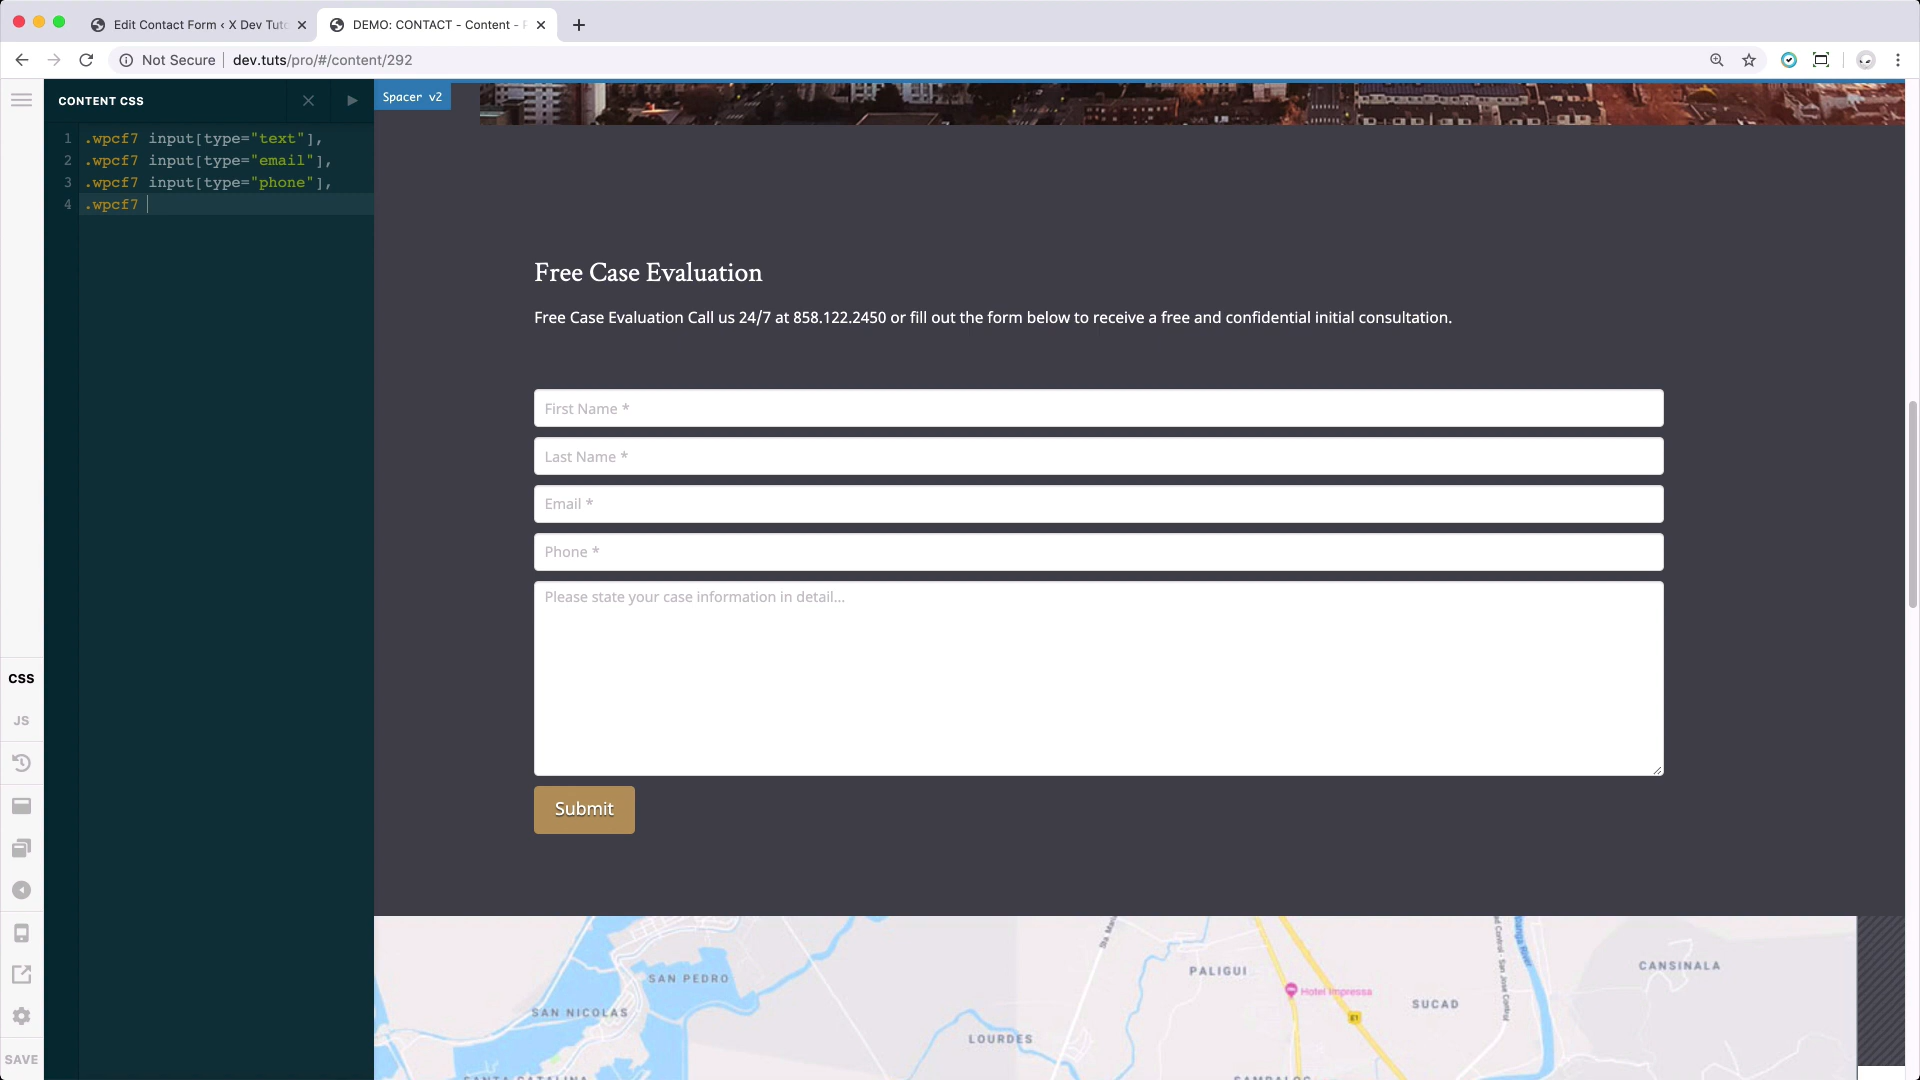 Edit Contact Form ‹ X Dev Tut
DEMO: CONTACT - Content -
Not Secure
dev.tuts/pro/#/content/292
CONTENT CSS
Spacer v2
1 .wpcf7 input[type="text"],
2 .wpcf7 input[type="email"],
3 .wpcf7 input[type="phone"],
4 .wpcf7
Free Case Evaluation
Free Case Evaluation Call us 24/7 at 858.122.2450 or fill out the form below to receive a free and confidential initial consultation.
First Name *
Last Name *
Email *
Phone *
Please state your case information in detail...
Submit
CSS
JS
SAVE
SAN PEDRO
PALIGUI
CANSINALA
Hotel Impressa
SUCAD
SAN NICOLAS
E1
LOURDES
SANTA CATALINA
SAMPALOC